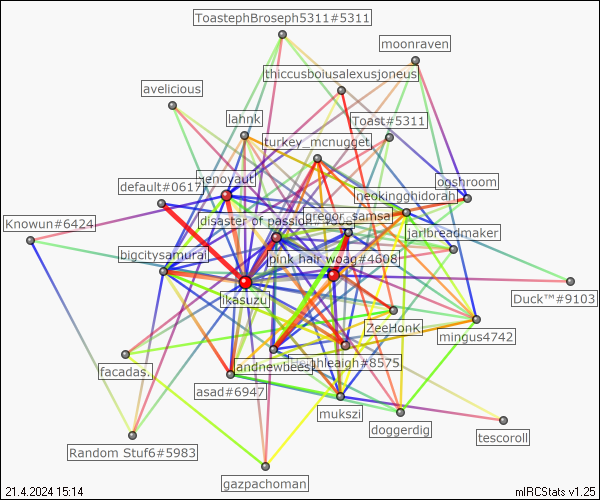 ToastephBroseph5311#5311
moonraven
thiccusboiusalexusjoneus
avelicious
lahnk
Toast#5311
turkey_mcnugget
xenoyaut
ogshroom
default#0617
neokingghidorah
Knowun#6424
disaster of passion
gregor_samsa
jarlbreadmaker
bigcitysamurai
pink hair woag#4608
ikasuzu
Duck™#9103
ZeeHonK
mingus4742
facadas.
andnewbees
hleaigh#8575
asad#6947
mukszi
doggerdig
tescoroll
Random Stuf6#5983
gazpachoman
21.4.2024 15:14
mIRCStats v1.25